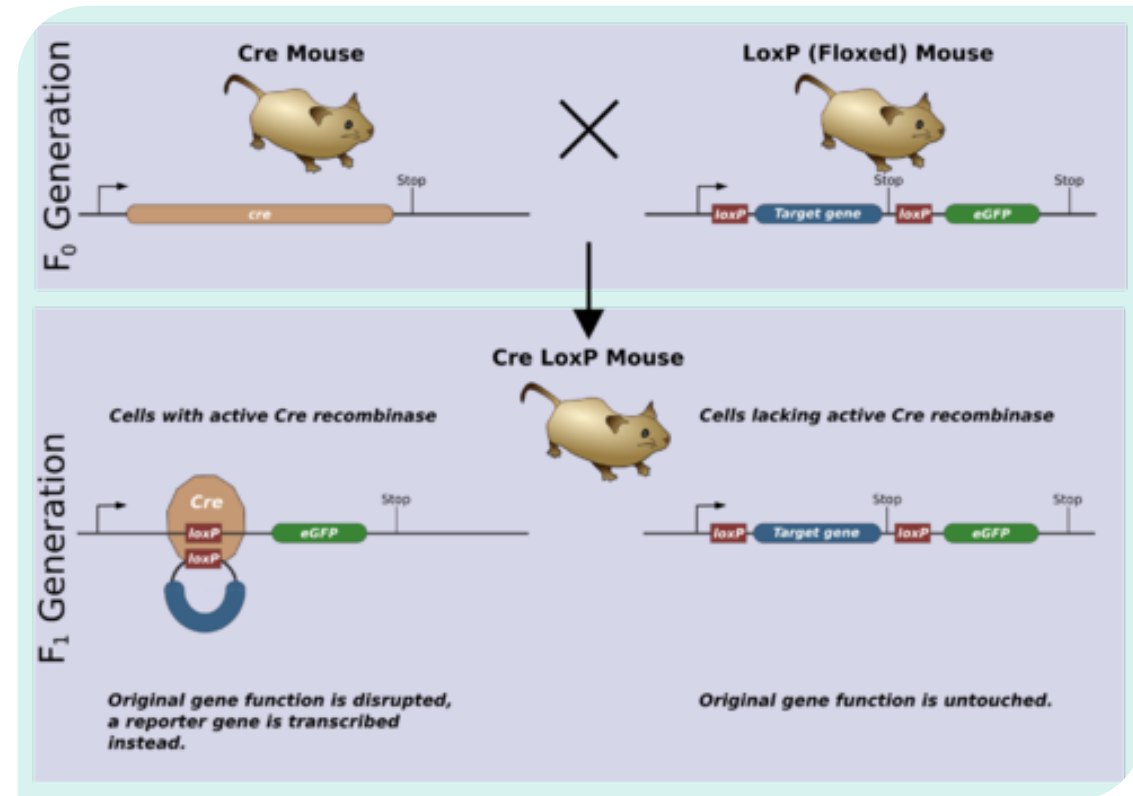 F0 Generation
Cre Mouse
LoxP (Floxed) Mouse
Stop
cre
Stop
Stop
loxP
Target gene
loxP
eGFP
F1 Generation
Cre LoxP Mouse
Cells with active Cre recombinase
Cells lacking active Cre recombinase
Cre
loxP
loxP
eGFP
Stop
Stop
Stop
loxP
Target gene
loxP
eGFP
Original gene function is disrupted,
a reporter gene is transcribed
instead.
Original gene function is untouched.